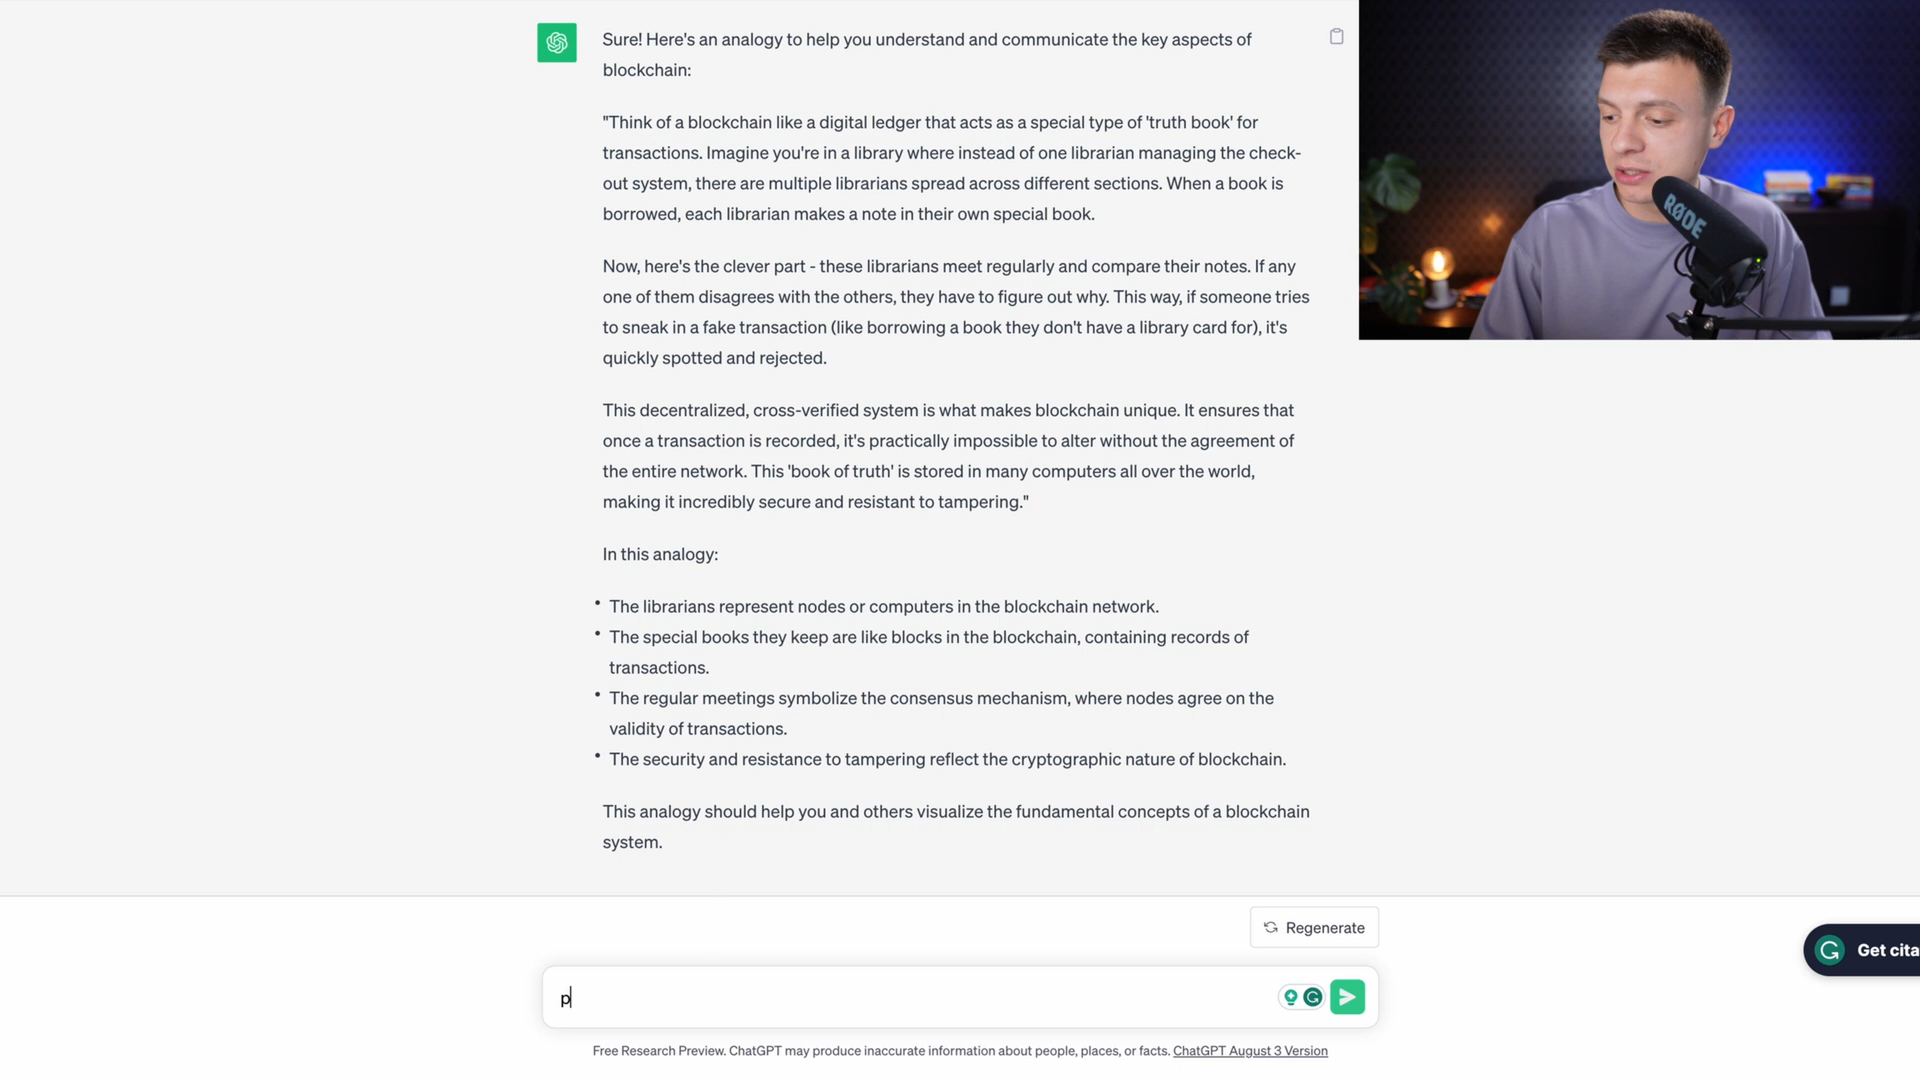 Sure! Here's an analogy to help you understand and communicate the key aspects of
blockchain:
"Think of a blockchain like a digital ledger that acts as a special type of 'truth book' for
transactions. Imagine you're in a library where instead of one librarian managing the check-
out system, there are multiple librarians spread across different sections. When a book is
borrowed, each librarian makes a note in their own special book.
Now, here's the clever part - these librarians meet regularly and compare their notes. If any
one of them disagrees with the others, they have to figure out why. This way, if someone tries
to sneak in a fake transaction (like borrowing a book they don't have a library card for), it's
quickly spotted and rejected.
This decentralized, cross-verified system is what makes blockchain unique. It ensures that
once a transaction is recorded, it's practically impossible to alter without the agreement of
the entire network. This 'book of truth' is stored in many computers all over the world,
making it incredibly secure and resistant to tampering."
In this analogy:
• The librarians represent nodes or computers in the blockchain network.
• The special books they keep are like blocks in the blockchain, containing records of
transactions.
• The regular meetings symbolize the consensus mechanism, where nodes agree on the
validity of transactions.
• The security and resistance to tampering reflect the cryptographic nature of blockchain.
This analogy should help you and others visualize the fundamental concepts of a blockchain
system.
RØDE
Regenerate
Get cita
p
Free Research Preview. ChatGPT may produce inaccurate information about people, places, or facts. ChatGPT August 3 Version